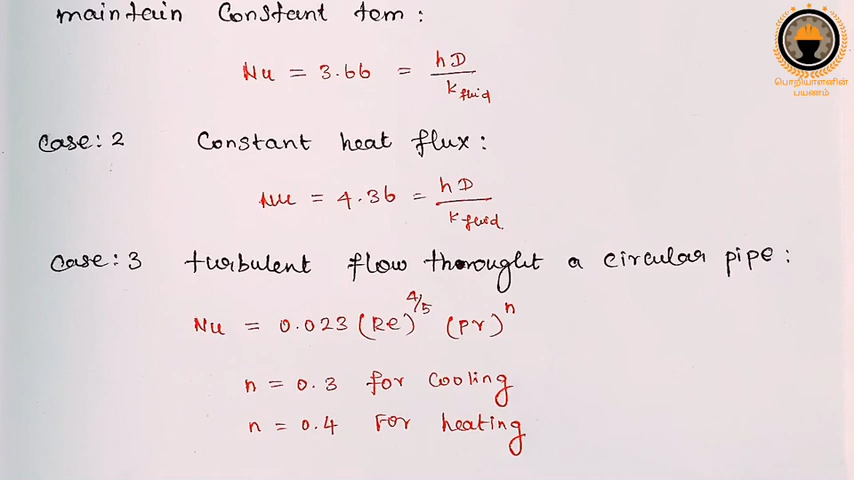 maintain Constant tem :
Nu = 3.66 = hD / k fluid
பொறியாளனின்
பயணம்
Case: 2 Constant heat flux :
Nu = 4.36 = hD / k fluid
Case: 3 turbulent flow thorought a circular pipe :
Nu = 0.023 (Re)^4/5 (Pr)^n
n = 0.3 for Cooling
n = 0.4 For heating